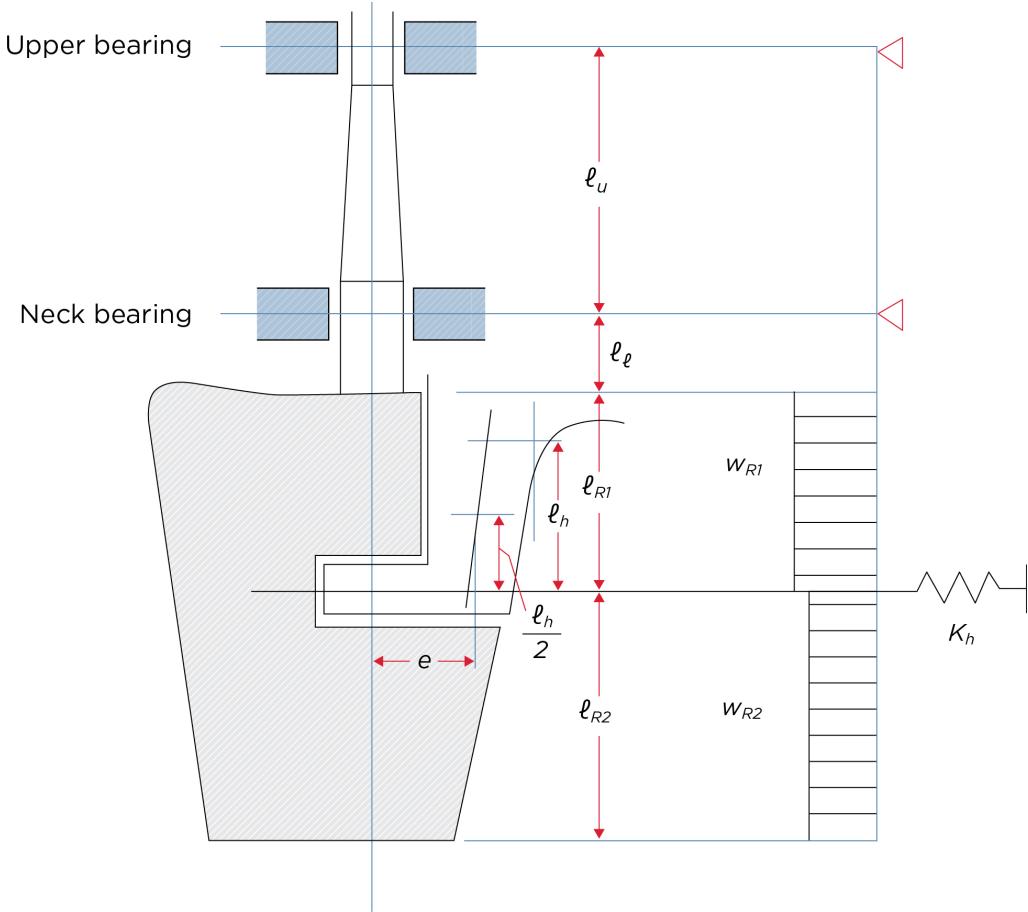 Upper bearing
ℓu
Neck bearing
ℓℓ
wR1
ℓR1
ℓh
ℓh
2
Kh
e
ℓR2
wR2